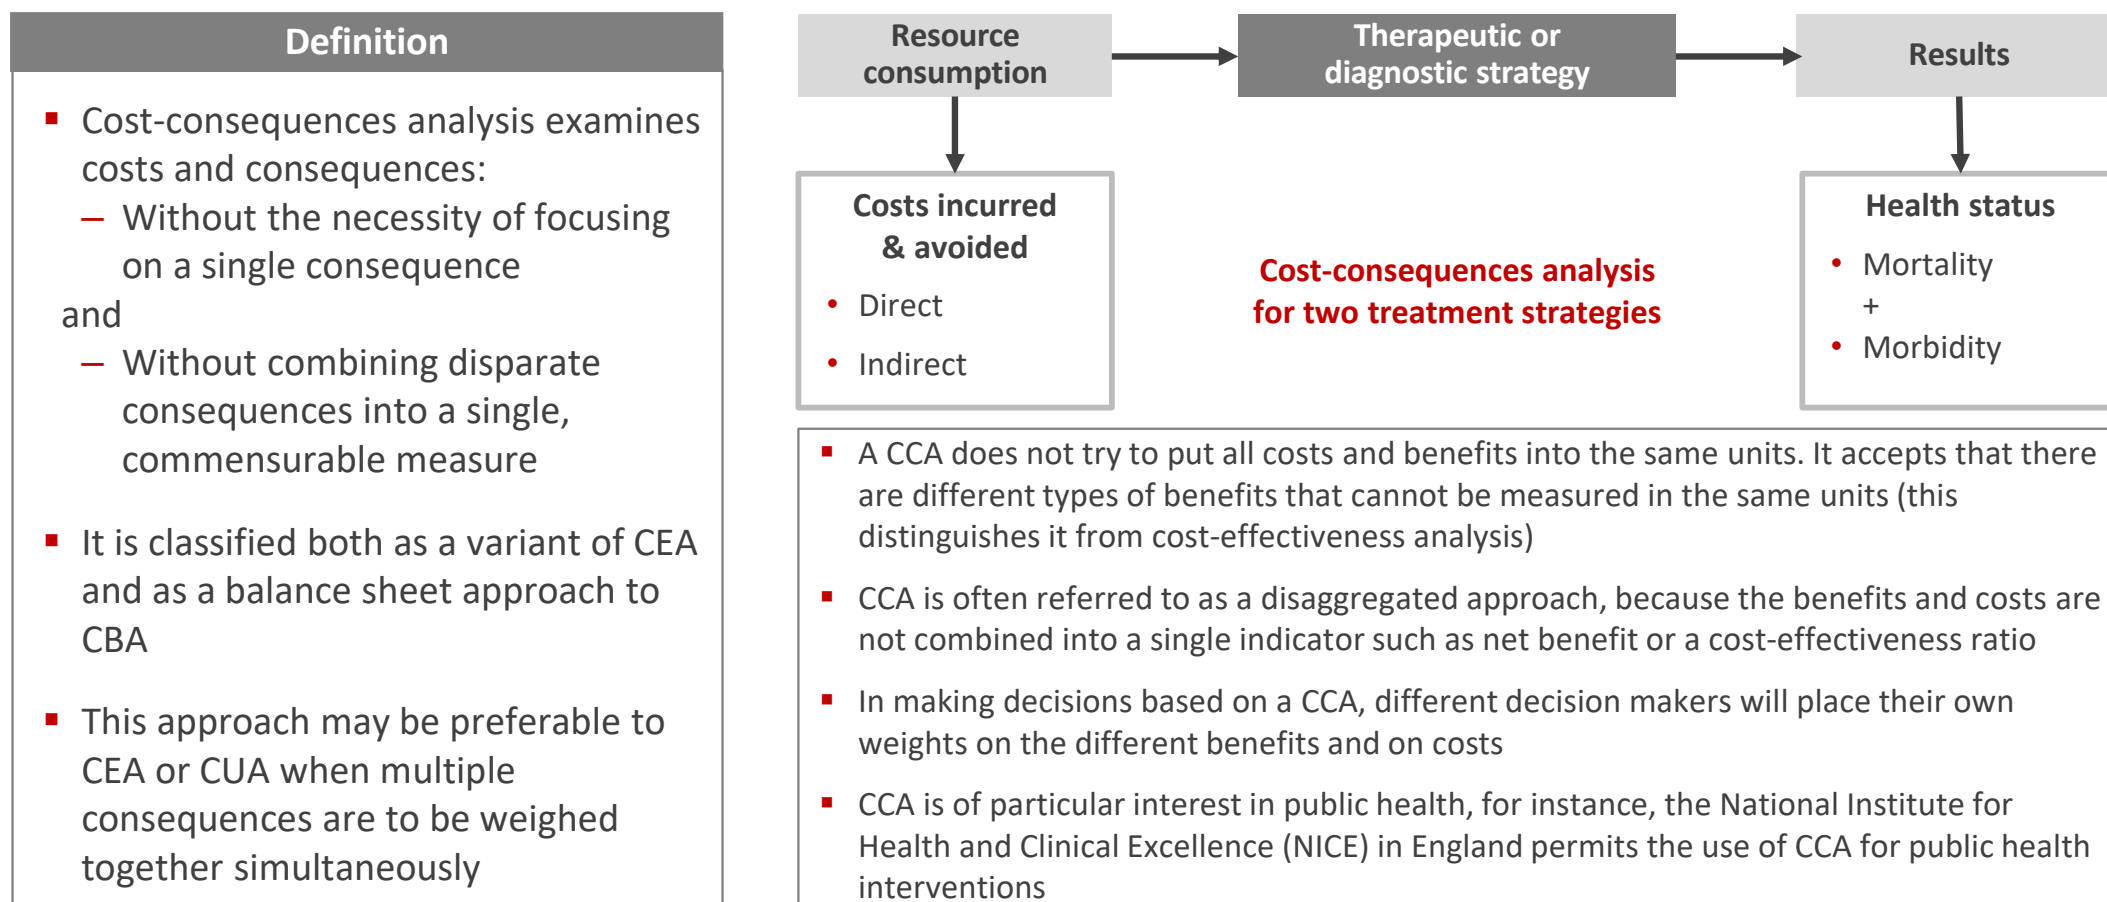 Definition
▪ Cost-consequences analysis examines
costs and consequences:
– Without the necessity of focusing
on a single consequence
and
– Without combining disparate
consequences into a single,
commensurable measure
▪ It is classified both as a variant of CEA
and as a balance sheet approach to
CBA
▪ This approach may be preferable to
CEA or CUA when multiple
consequences are to be weighed
together simultaneously
Resource
consumption
Therapeutic or
diagnostic strategy
Results
Costs incurred
& avoided
• Direct
• Indirect
Cost-consequences analysis
for two treatment strategies
Health status
• Mortality
+
• Morbidity
▪ A CCA does not try to put all costs and benefits into the same units. It accepts that there
are different types of benefits that cannot be measured in the same units (this
distinguishes it from cost-effectiveness analysis)
▪ CCA is often referred to as a disaggregated approach, because the benefits and costs are
not combined into a single indicator such as net benefit or a cost-effectiveness ratio
▪ In making decisions based on a CCA, different decision makers will place their own
weights on the different benefits and on costs
▪ CCA is of particular interest in public health, for instance, the National Institute for
Health and Clinical Excellence (NICE) in England permits the use of CCA for public health
interventions